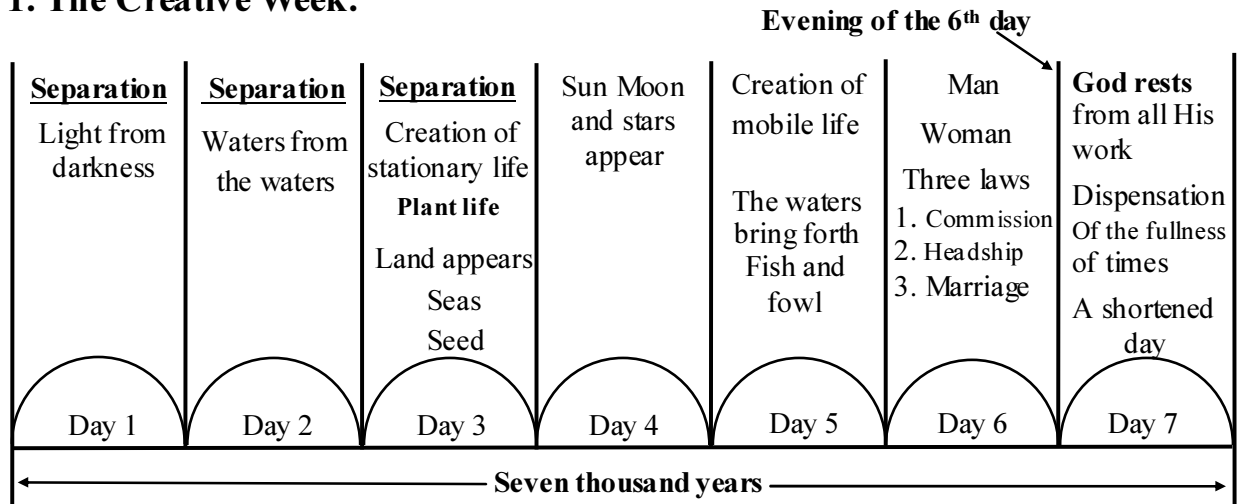 1. The Creative Week.
Evening of the 6th day
Separation
Light from
darkness
Separation
Waters from
the waters
Separation
Creation of
stationary life
Plant life
Land appears
Seas
Seed
Sun Moon
and stars
appear
Creation of
mobile life
The waters
bring forth
Fish and
fowl
Man
Woman
Three laws
1. Commission
2. Headship
3. Marriage
God rests
from all His
work
Dispensation
Of the fullness
of times
A shortened
day
Day 1
Day 2
Day 3
Day 4
Day 5
Day 6
Day 7
Seven thousand years